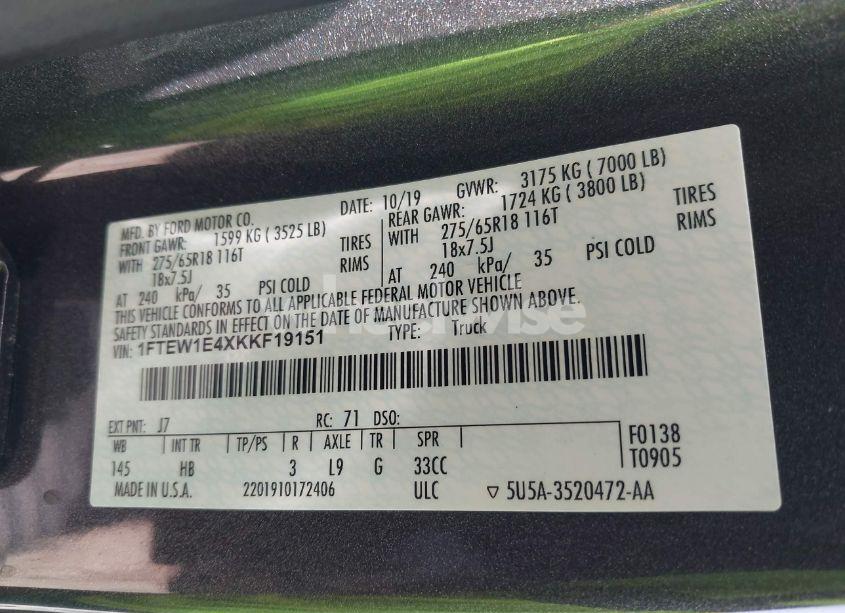 MFD. BY FORD MOTOR CO.
DATE: 10/19 GVWR: 3175 KG ( 7000 LB)
FRONT GAWR: 1599 KG ( 3525 LB)
WITH 275/65R18 116T TIRES
18x7.5J RIMS
AT 240 kPa/ 35 PSI COLD
REAR GAWR: 1724 KG ( 3800 LB)
WITH 275/65R18 116T TIRES
18x7.5J RIMS
AT 240 kPa/ 35 PSI COLD
THIS VEHICLE CONFORMS TO ALL APPLICABLE FEDERAL MOTOR VEHICLE
SAFETY STANDARDS IN EFFECT ON THE DATE OF MANUFACTURE SHOWN ABOVE.
VIN: 1FTEW1E4XKKF19151 TYPE: Truck
EXT PNT: J7 RC: 71 DSO:
WB INT TR TP/PS R AXLE TR SPR
145 HB 3 L9 G 33CC
F0138
T0905
MADE IN U.S.A. 2201910172406 ULC ▽ 5U5A-3520472-AA